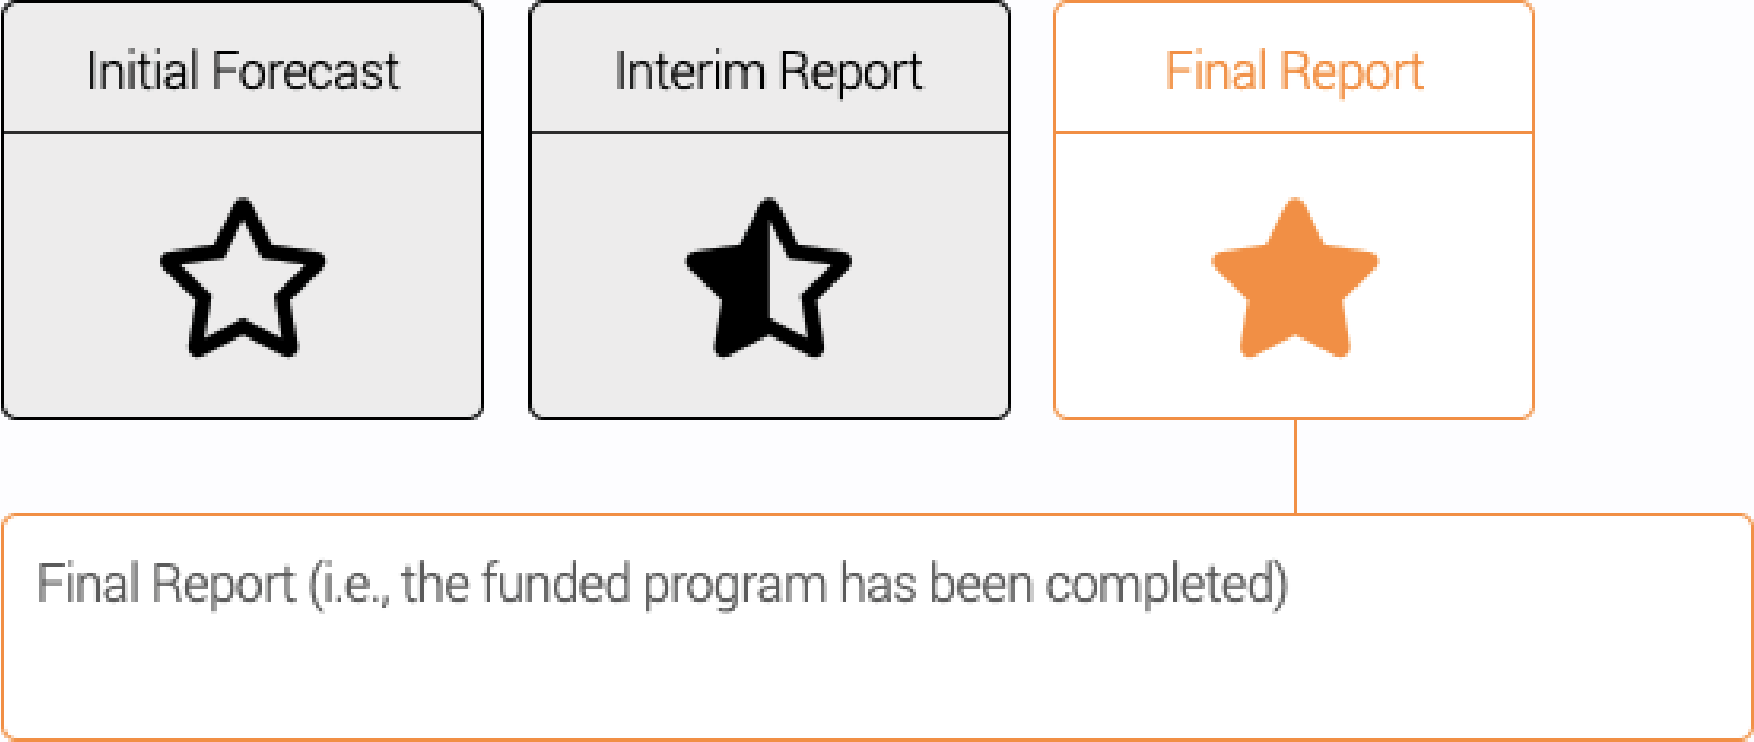 Initial Forecast
Interim Report
Final Report
Final Report (i.e., the funded program has been completed)